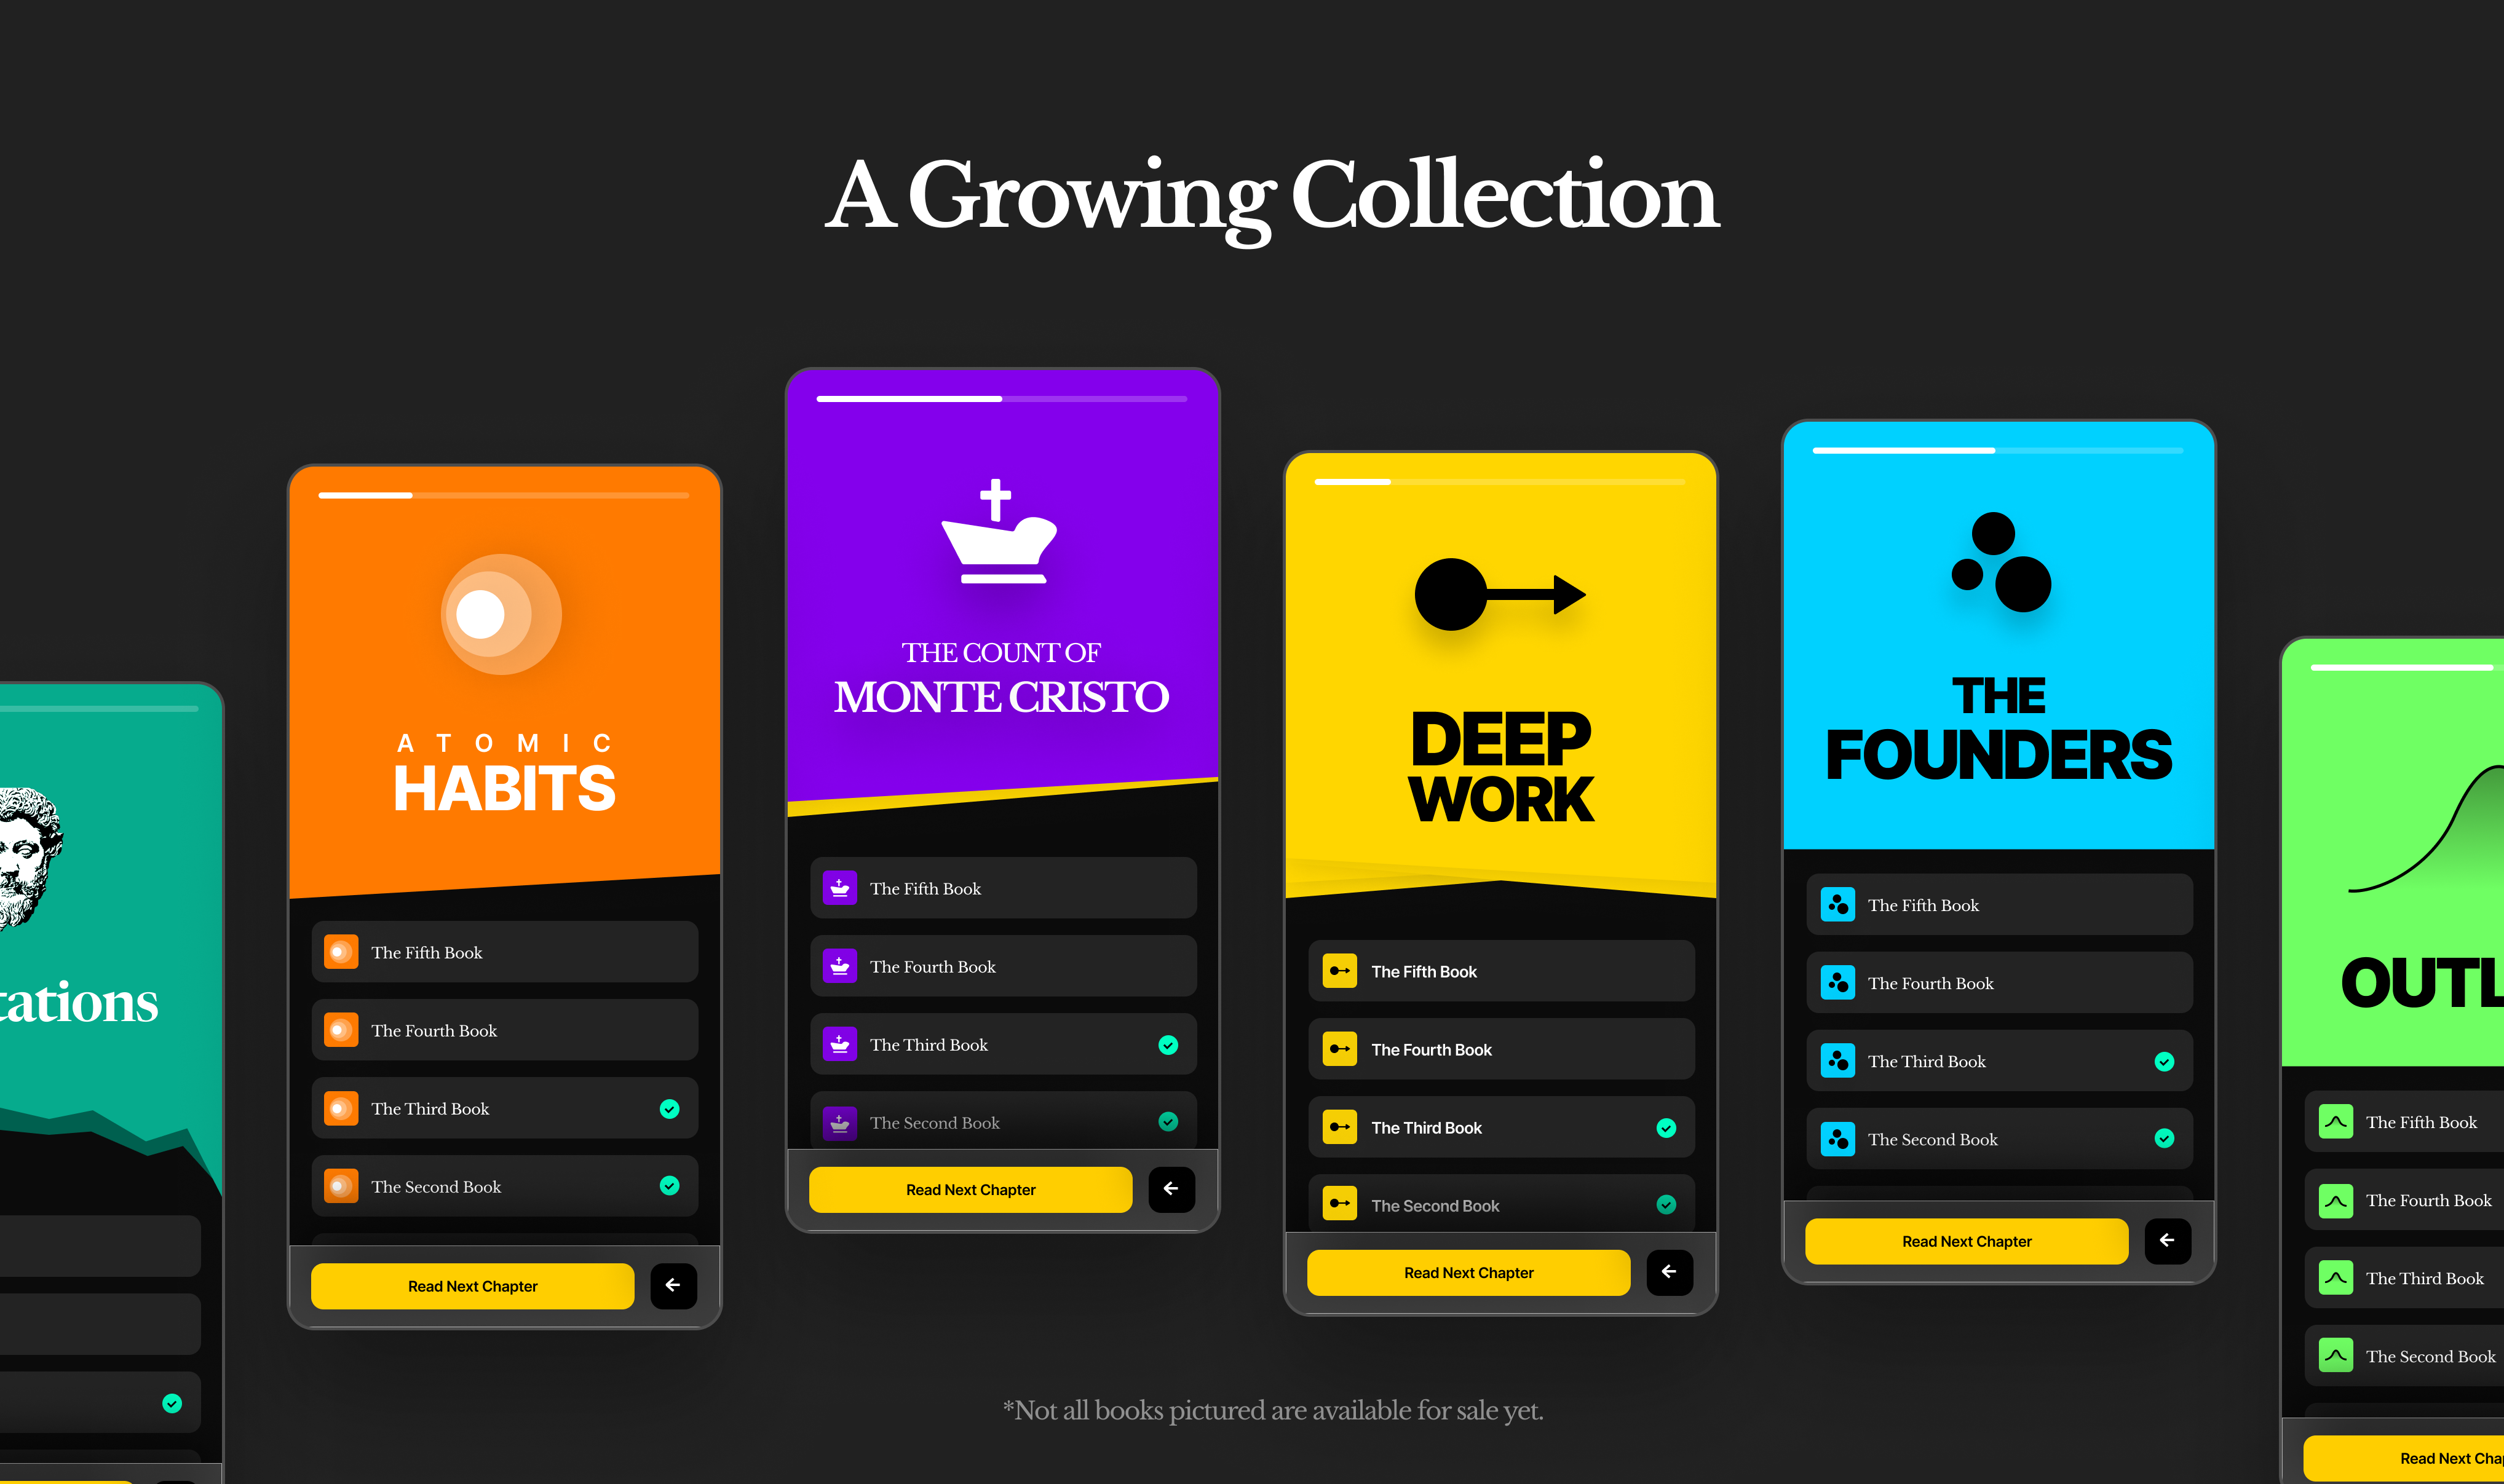 A Growing Collection
tations
ATOMIC
HABITS
The Fifth Book
The Fourth Book
The Third Book
The Second Book
Read Next Chapter
THE COUNT OF
MONTE CRISTO
The Fifth Book
The Fourth Book
The Third Book
The Second Book
Read Next Chapter
DEEP
WORK
The Fifth Book
The Fourth Book
The Third Book
The Second Book
Read Next Chapter
THE
FOUNDERS
The Fifth Book
The Fourth Book
The Third Book
The Second Book
Read Next Chapter
OUTL
The Fifth Book
The Fourth Book
The Third Book
The Second Book
Read Next Chap
*Not all books pictured are available for sale yet.